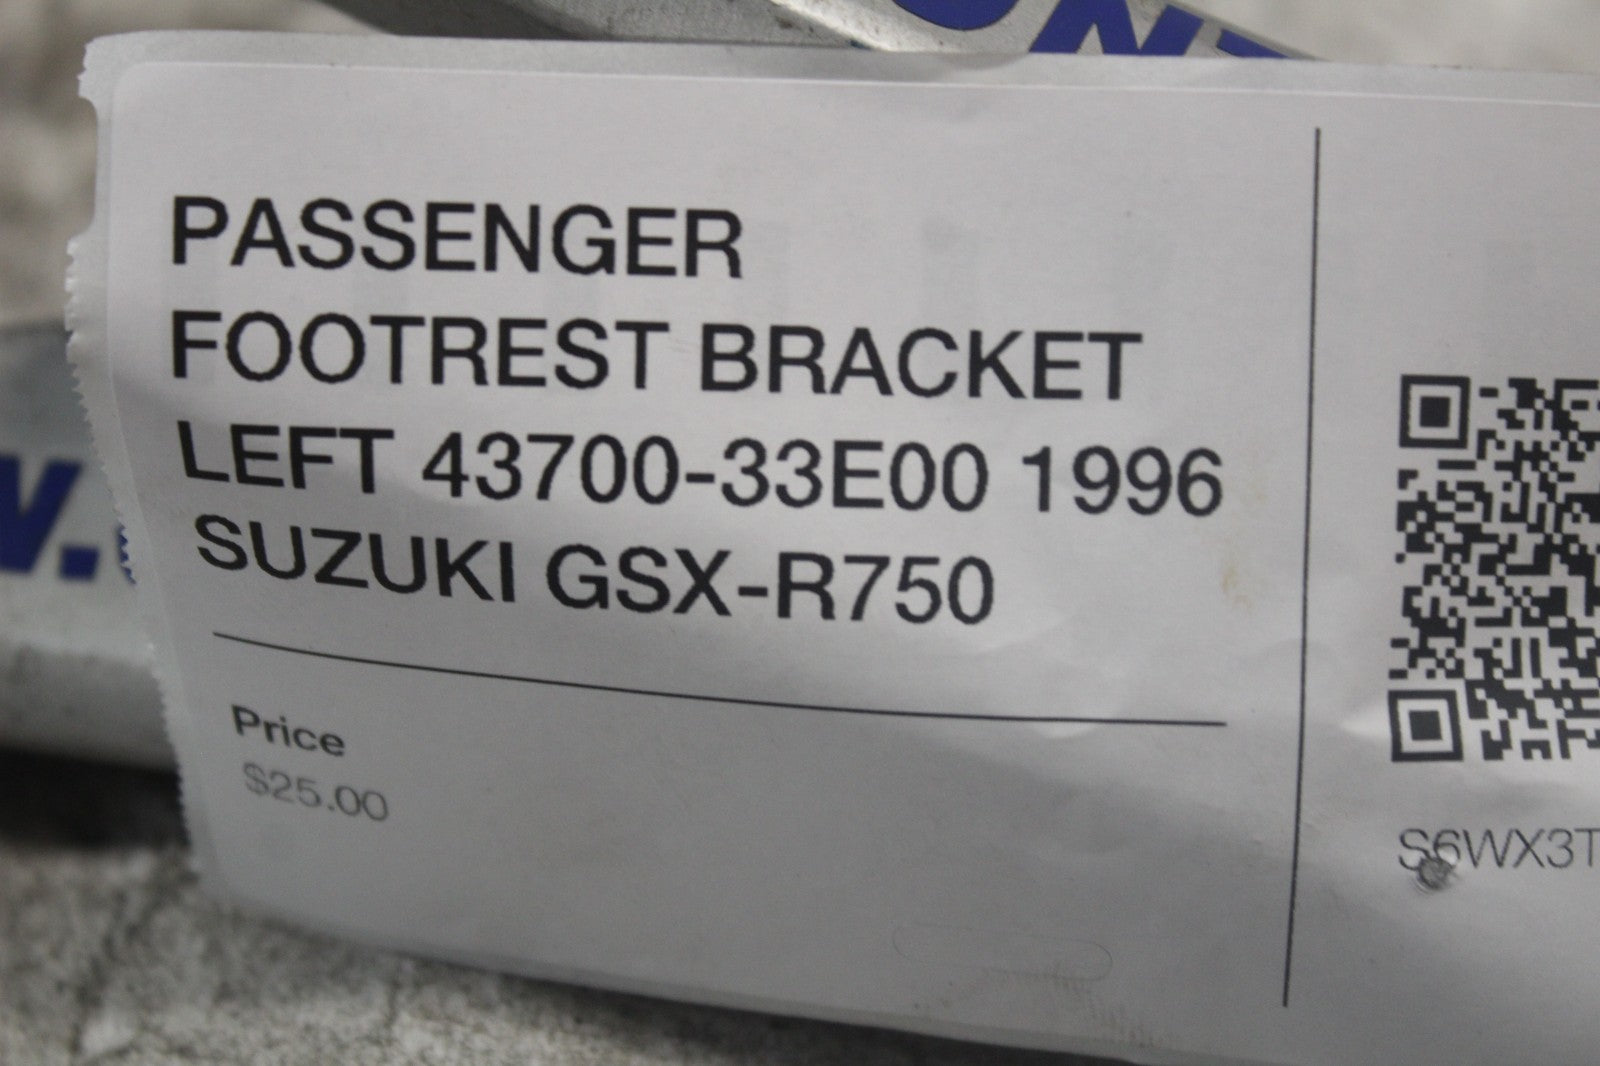 PASSENGER
FOOTREST BRACKET
LEFT 43700-33E00 1996
SUZUKI GSX-R750
Price
$25.00
S6WX3T